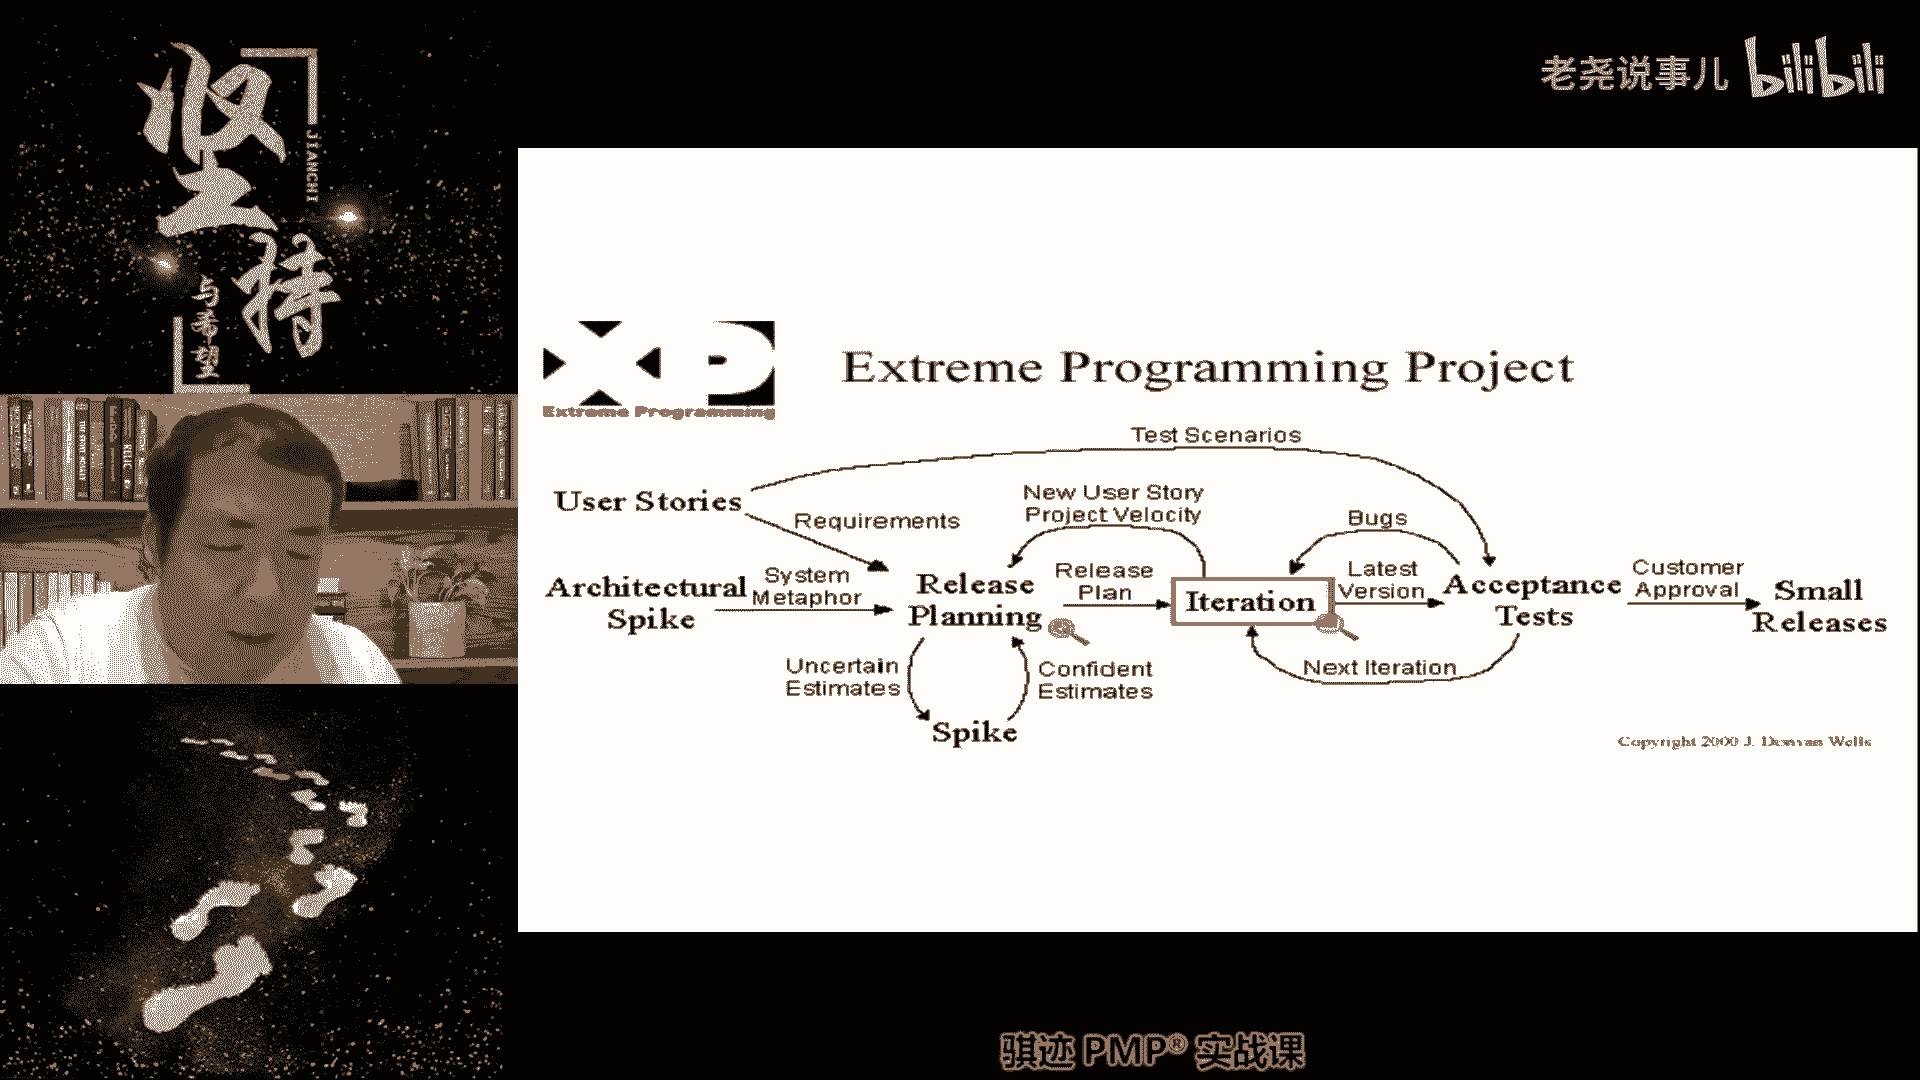 坚持
JIANCHI
与希望
老尧说事儿 bilibili
XP
Extreme Programming
Extreme Programming Project
Test Scenarios
User Stories
Requirements
New User Story
Project Velocity
Bugs
Architectural
Spike
System
Metaphor
Release
Planning
Release
Plan
Iteration
Latest
Version
Acceptance
Tests
Customer
Approval
Small
Releases
Uncertain
Estimates
Confident
Estimates
Next Iteration
Spike
Copyright 2000 J. Donvan Wells
骐迹 PMP® 实战课